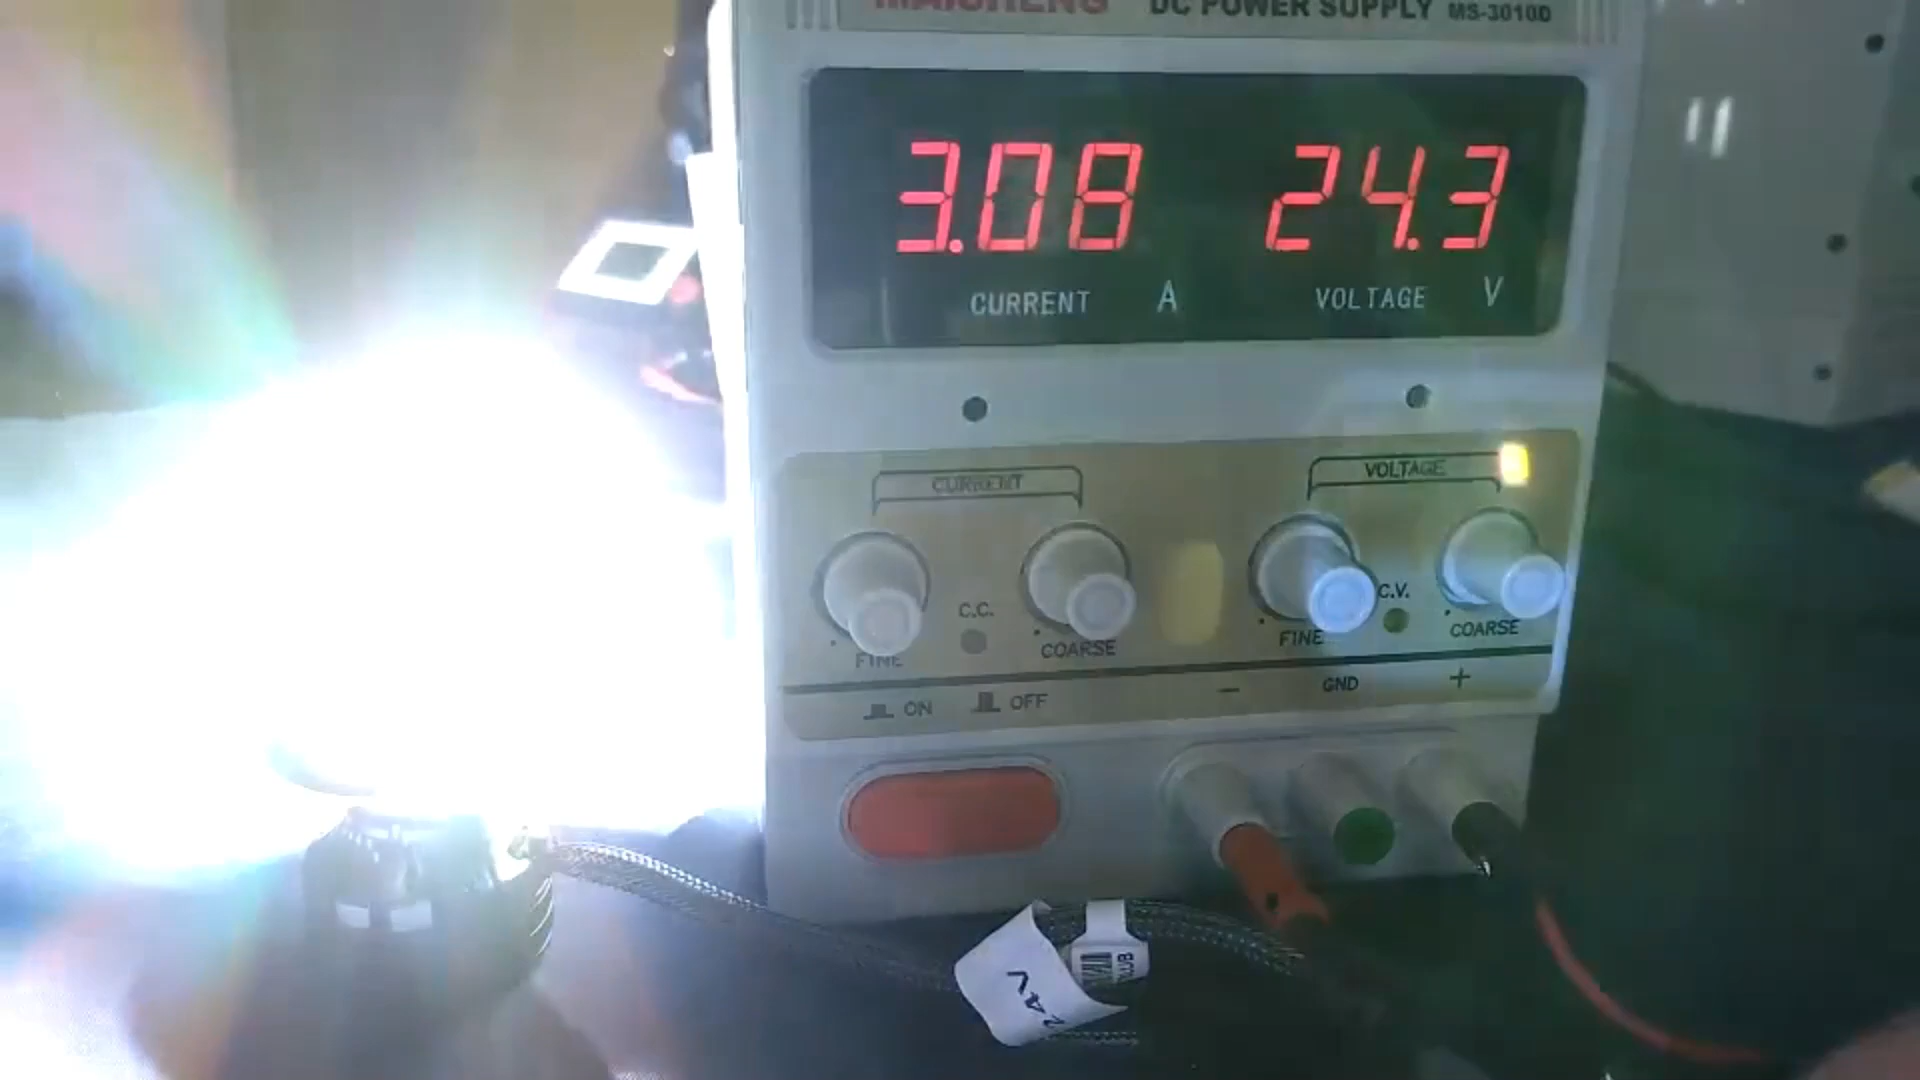 MAISHENG DC POWER SUPPLY MS-3010D
3.08 24.3
CURRENT A VOLTAGE V
CURRENT VOLTAGE
C.C. C.V.
FINE COARSE FINE COARSE
ON OFF - GND +
24V